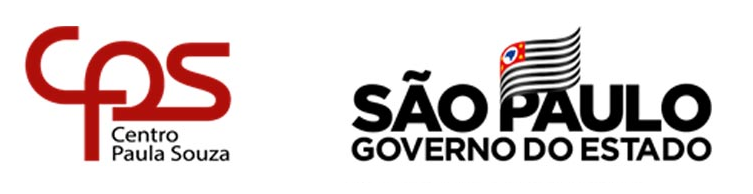 cps
Centro
Paula Souza
SÃO PAULO
GOVERNO DO ESTADO